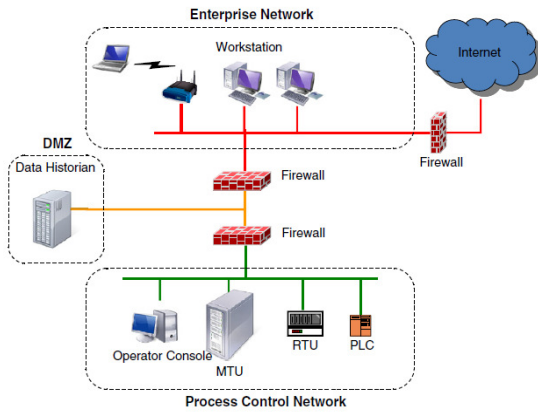 Enterprise Network
Workstation
Internet
DMZ
Data Historian
Firewall
Firewall
Firewall
Operator Console
MTU
RTU
PLC
Process Control Network